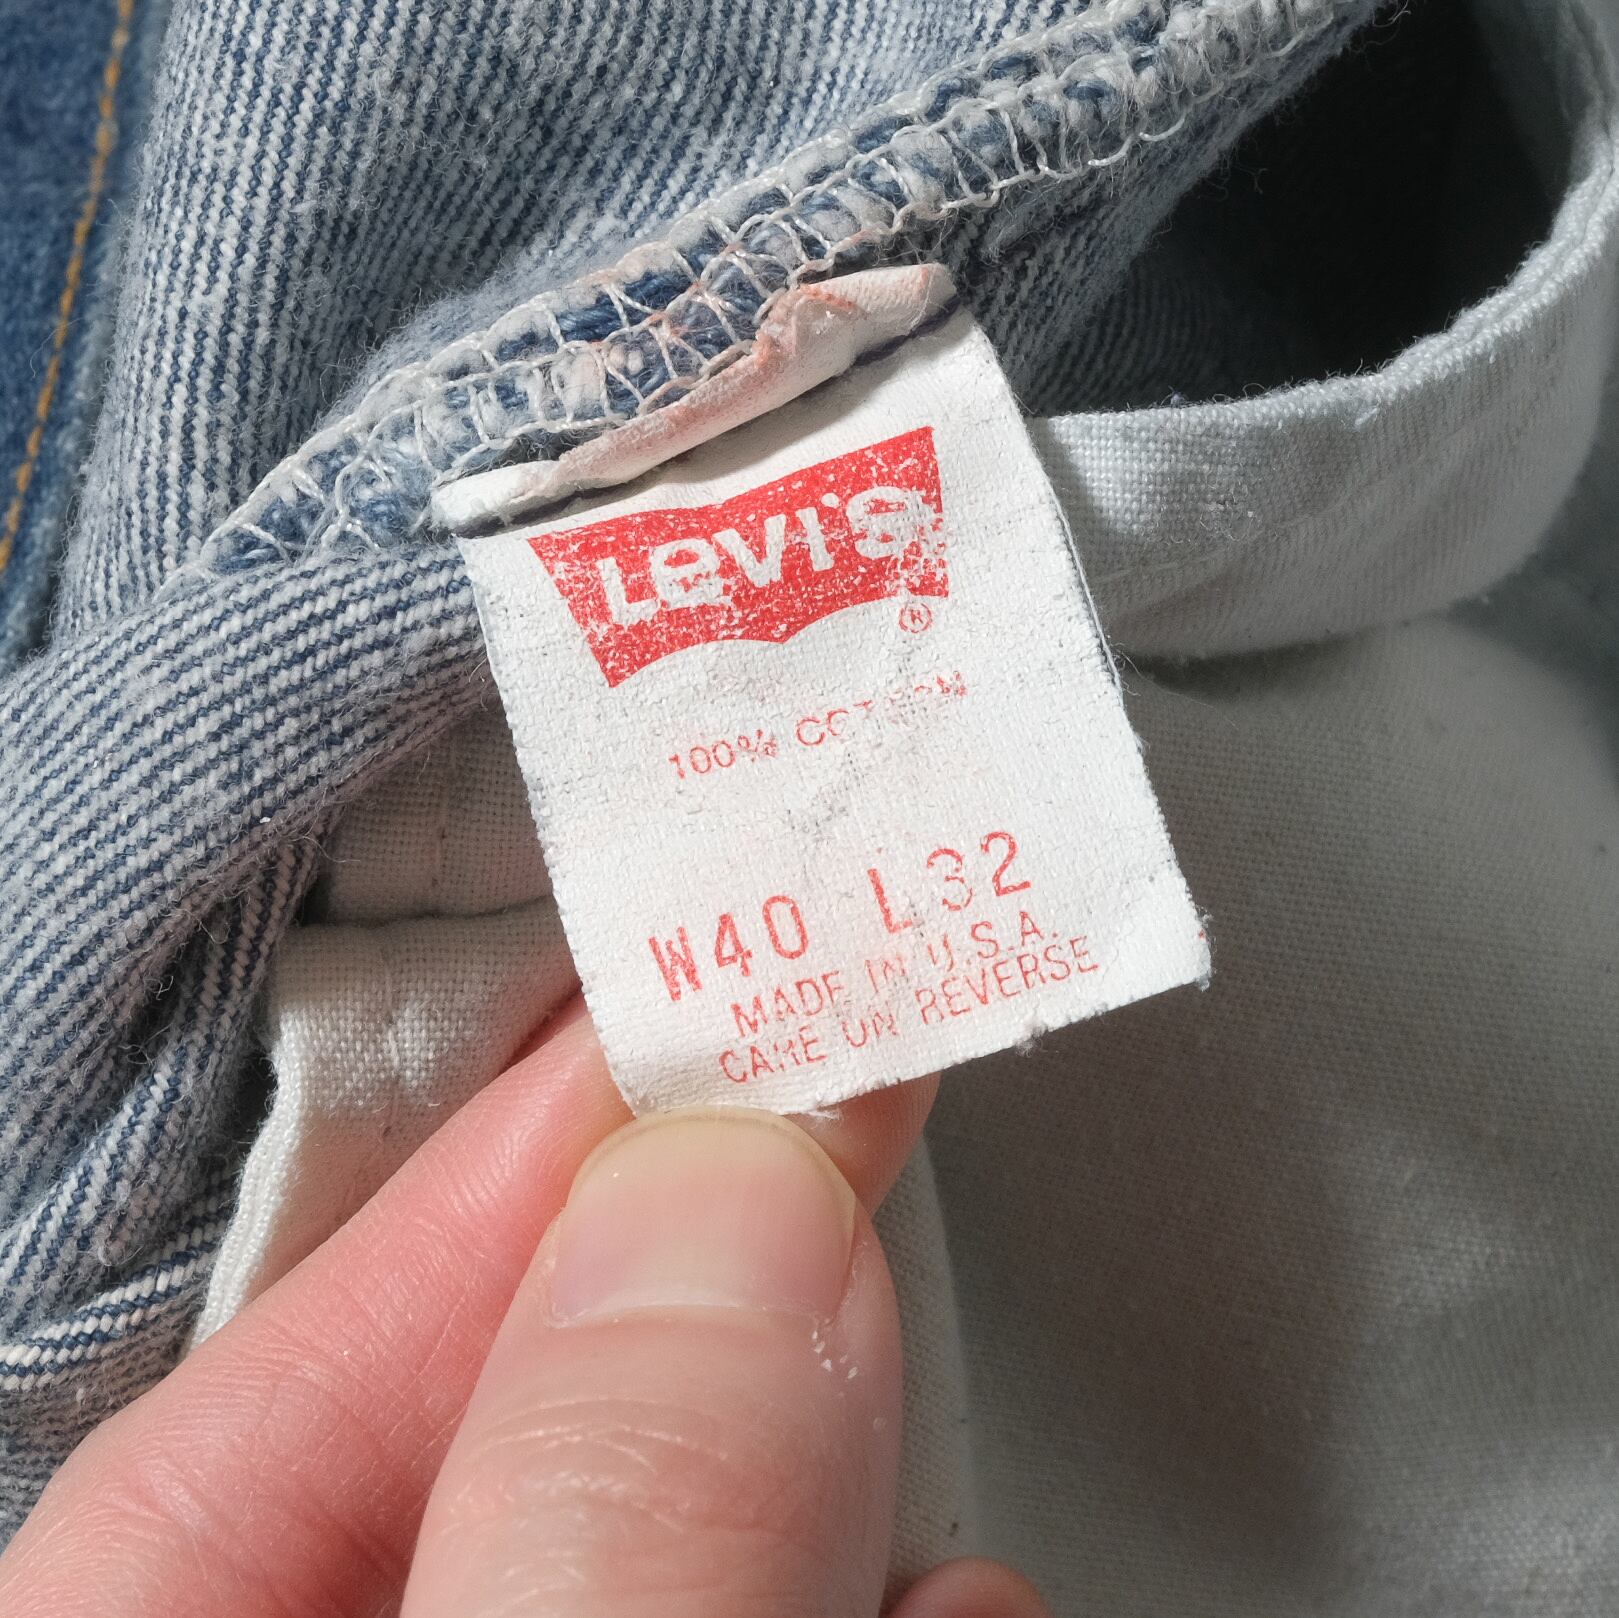 Levi's
®
100% COTTON
W40 L32
MADE IN U.S.A.
CARE ON REVERSE